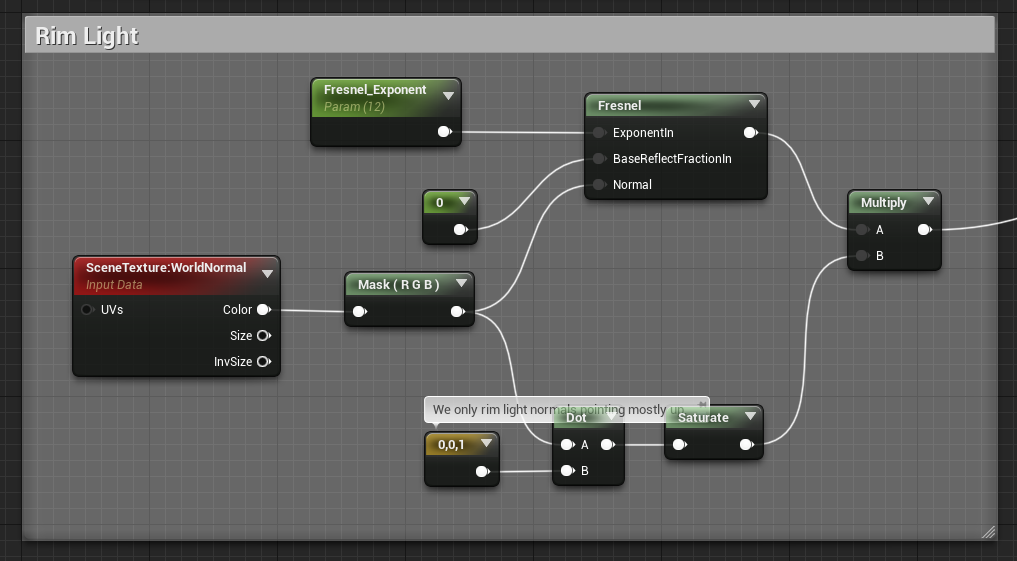 Rim Light
Fresnel_Exponent
Param (12)
Fresnel
ExponentIn
BaseReflectFractionIn
Normal
0
Multiply
A
B
SceneTexture:WorldNormal
Input Data
UVs
Color
Size
InvSize
Mask ( R G B )
We only rim light normals pointing mostly up.
0,0,1
Dot
A
B
Saturate